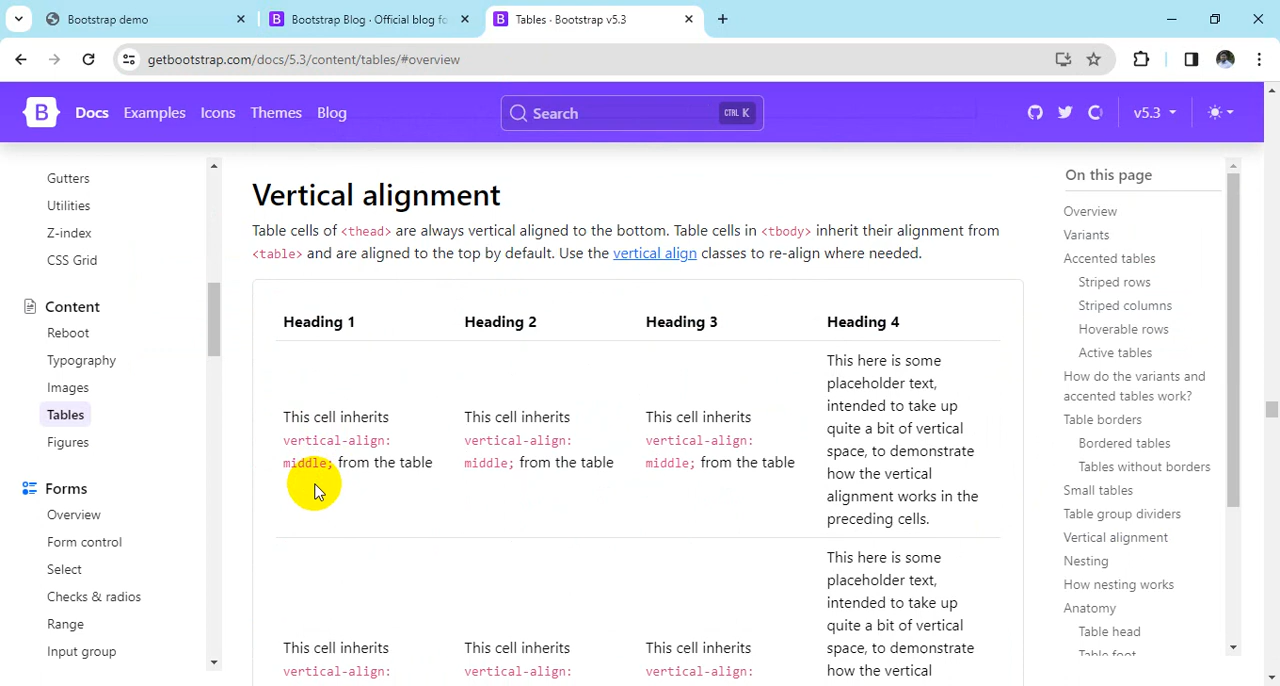 Bootstrap demo
Bootstrap Blog · Official blog fo
Tables · Bootstrap v5.3
getbootstrap.com/docs/5.3/content/tables/#overview
B
Docs
Examples
Icons
Themes
Blog
Search
CTRL K
v5.3
Gutters
Utilities
Z-index
CSS Grid
Content
Reboot
Typography
Images
Tables
Figures
Forms
Overview
Form control
Select
Checks & radios
Range
Input group
Vertical alignment
Table cells of <thead> are always vertical aligned to the bottom. Table cells in <tbody> inherit their alignment from
<table> and are aligned to the top by default. Use the vertical align classes to re-align where needed.
Heading 1 Heading 2 Heading 3 Heading 4
This cell inherits
vertical-align:
middle; from the table
This cell inherits
vertical-align:
middle; from the table
This cell inherits
vertical-align:
middle; from the table
This here is some
placeholder text,
intended to take up
quite a bit of vertical
space, to demonstrate
how the vertical
alignment works in the
preceding cells.
This cell inherits
vertical-align:
This cell inherits
vertical-align:
This cell inherits
vertical-align:
This here is some
placeholder text,
intended to take up
quite a bit of vertical
space, to demonstrate
how the vertical
On this page
Overview
Variants
Accented tables
Striped rows
Striped columns
Hoverable rows
Active tables
How do the variants and
accented tables work?
Table borders
Bordered tables
Tables without borders
Small tables
Table group dividers
Vertical alignment
Nesting
How nesting works
Anatomy
Table head
Table foot